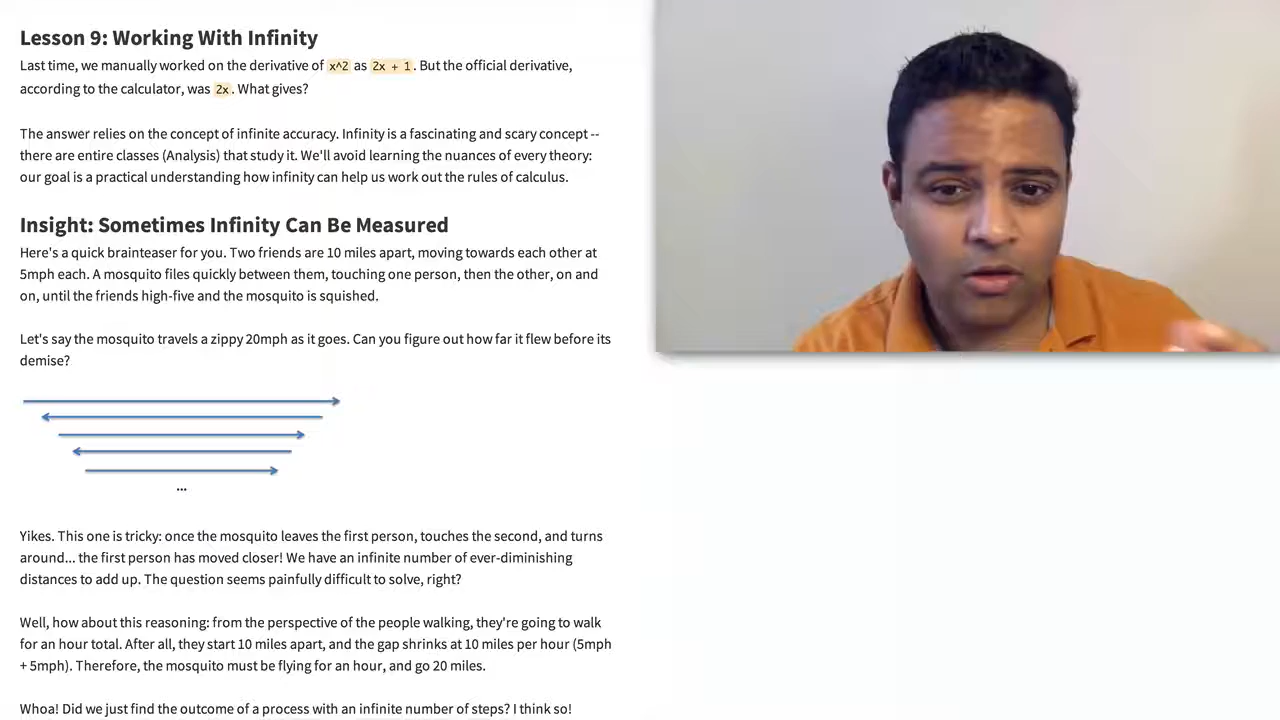 Lesson 9: Working With Infinity
Last time, we manually worked on the derivative of x^2 as 2x + 1. But the official derivative,
according to the calculator, was 2x. What gives?
The answer relies on the concept of infinite accuracy. Infinity is a fascinating and scary concept --
there are entire classes (Analysis) that study it. We'll avoid learning the nuances of every theory:
our goal is a practical understanding how infinity can help us work out the rules of calculus.
Insight: Sometimes Infinity Can Be Measured
Here's a quick brainteaser for you. Two friends are 10 miles apart, moving towards each other at
5mph each. A mosquito files quickly between them, touching one person, then the other, on and
on, until the friends high-five and the mosquito is squished.
Let's say the mosquito travels a zippy 20mph as it goes. Can you figure out how far it flew before its
demise?
...
Yikes. This one is tricky: once the mosquito leaves the first person, touches the second, and turns
around... the first person has moved closer! We have an infinite number of ever-diminishing
distances to add up. The question seems painfully difficult to solve, right?
Well, how about this reasoning: from the perspective of the people walking, they're going to walk
for an hour total. After all, they start 10 miles apart, and the gap shrinks at 10 miles per hour (5mph
+ 5mph). Therefore, the mosquito must be flying for an hour, and go 20 miles.
Whoa! Did we just find the outcome of a process with an infinite number of steps? I think so!